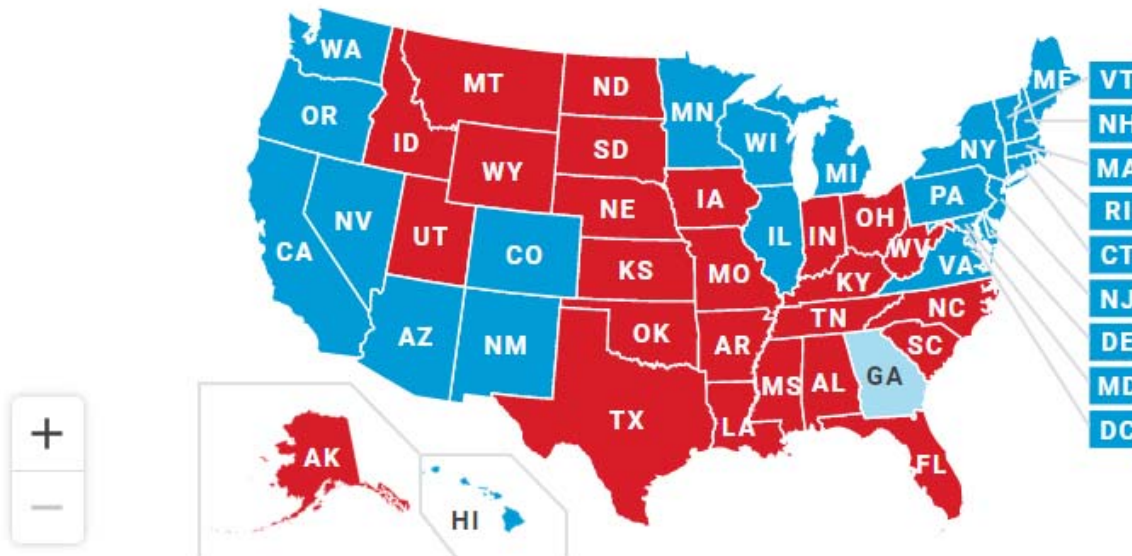 WA
MT
ND
MN
ME
VT
OR
ID
SD
WI
NY
NH
WY
MI
MA
NV
UT
NE
IA
PA
RI
CA
CO
KS
IL
IN
OH
WV
VA
CT
MO
KY
NJ
AZ
NM
OK
AR
TN
NC
DE
TX
MS
AL
GA
SC
MD
LA
DC
AK
FL
HI
+
−